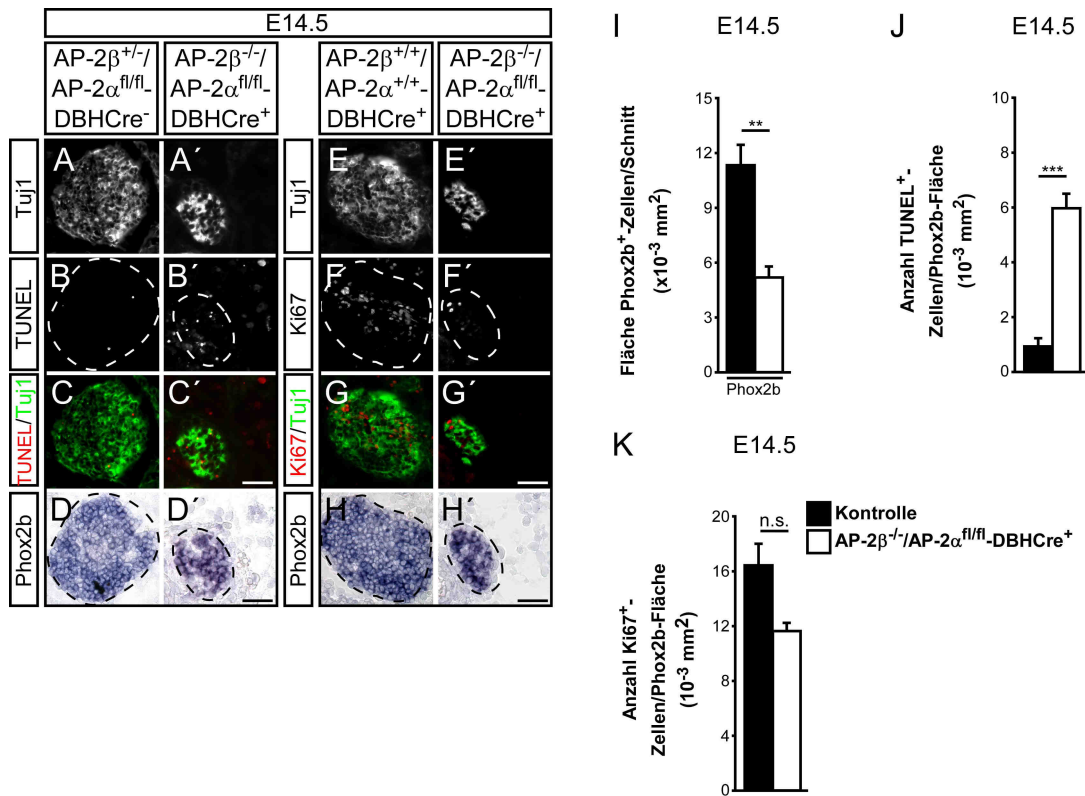 E14.5
AP-2β+/-/
AP-2αfl/fl-
DBHCre-
AP-2β-/-/
AP-2αfl/fl-
DBHCre+
AP-2β+/+/
AP-2α+/+-
DBHCre+
AP-2β-/-/
AP-2αfl/fl-
DBHCre+
Tuj1
A
A´
Tuj1
E
E´
TUNEL
B
B´
Ki67
F
F´
TUNEL/Tuj1
C
C´
Ki67/Tuj1
G
G´
Phox2b
D
D´
Phox2b
H
H´
I
E14.5
Fläche Phox2b+-Zellen/Schnitt
(x10-3 mm2)
15
12
9
6
3
0
**
Phox2b
J
E14.5
Anzahl TUNEL+-
Zellen/Phox2b-Fläche
(10-3 mm2)
10
8
6
4
2
0
***
K
E14.5
Anzahl Ki67+-
Zellen/Phox2b-Fläche
(10-3 mm2)
20
16
12
8
4
0
n.s.
Kontrolle
AP-2β-/-/AP-2αfl/fl-DBHCre+